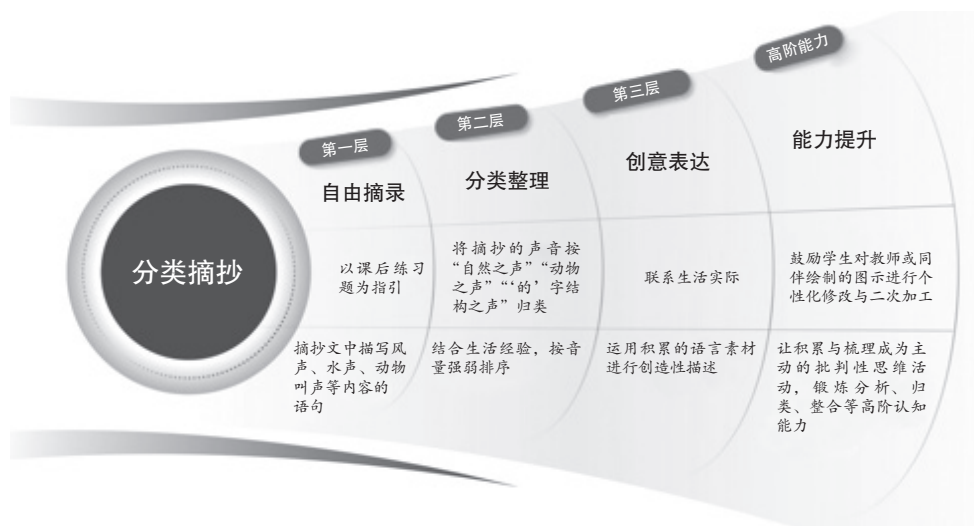 分类摘抄
第一层
自由摘录
以课后练习
题为指引
摘抄文中描写风
声、水声、动物
叫声等内容的
语句
第二层
分类整理
将摘抄的声音按
“自然之声”“动物
之声”“‘的’字结
构之声”归类
结合生活经验，按音
量强弱排序
第三层
创意表达
联系生活实际
运用积累的语言素材
进行创造性描述
高阶能力
能力提升
鼓励学生对教师或同
伴绘制的图示进行个
性化修改与二次加工
让积累与梳理成为主
动的批判性思维活
动，锻炼分析、归
类、整合等高阶认知
能力